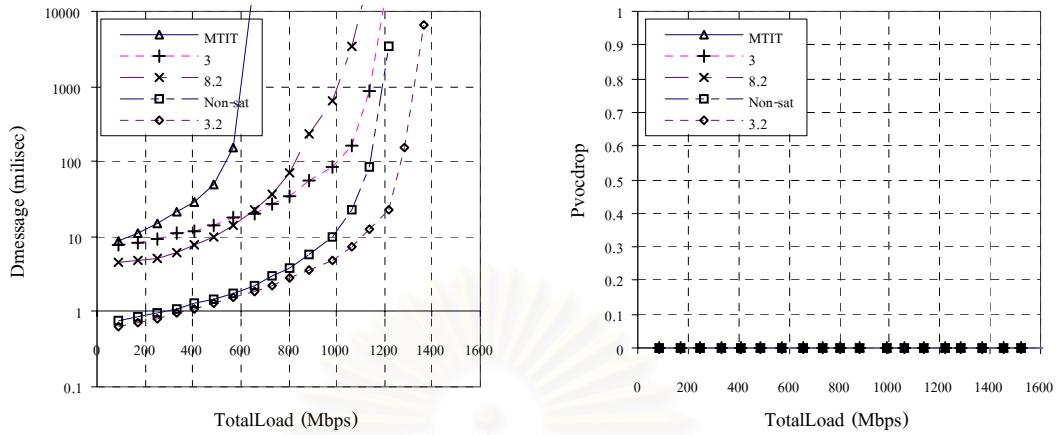 10000
1000
100
10
1
0.1
Dmessage (milisec)
MTIT
3
8.2
Non-sat
3.2
0 200 400 600 800 1000 1200 1400 1600
TotalLoad (Mbps)
1
0.9
0.8
0.7
0.6
0.5
0.4
0.3
0.2
0.1
0
Pvocdrop
MTIT
3
8.2
Non-sat
3.2
0 200 400 600 800 1000 1200 1400 1600
TotalLoad (Mbps)